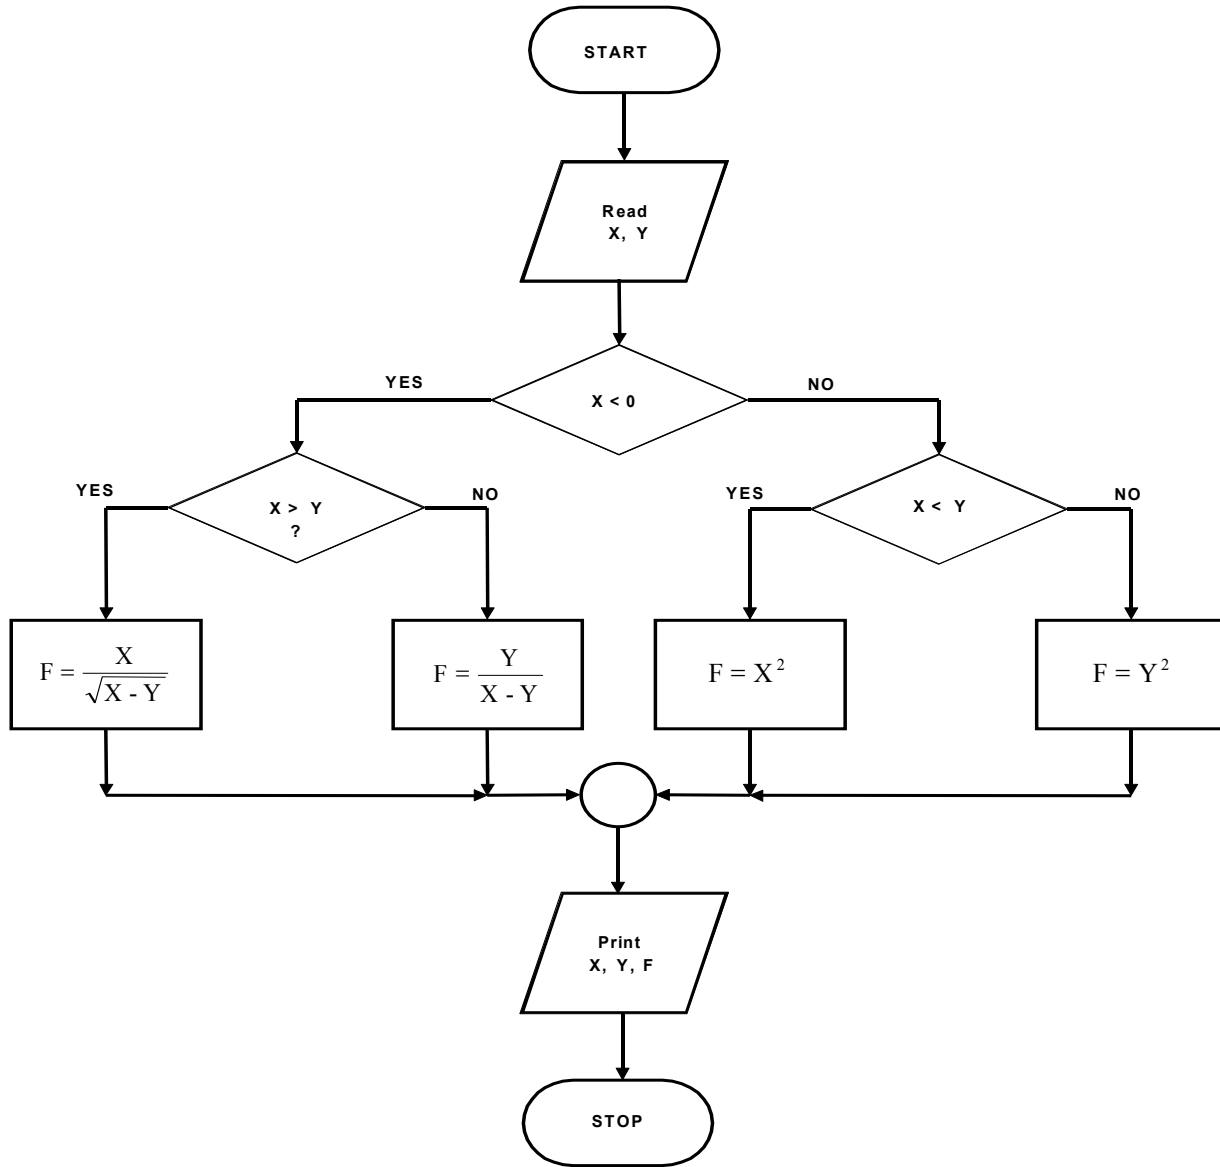 START
Read
X, Y
YES
X < 0
NO
YES
X > Y
?
NO
YES
X < Y
NO
F = X / √(X - Y)
F = Y / (X - Y)
F = X²
F = Y²
Print
X, Y, F
STOP